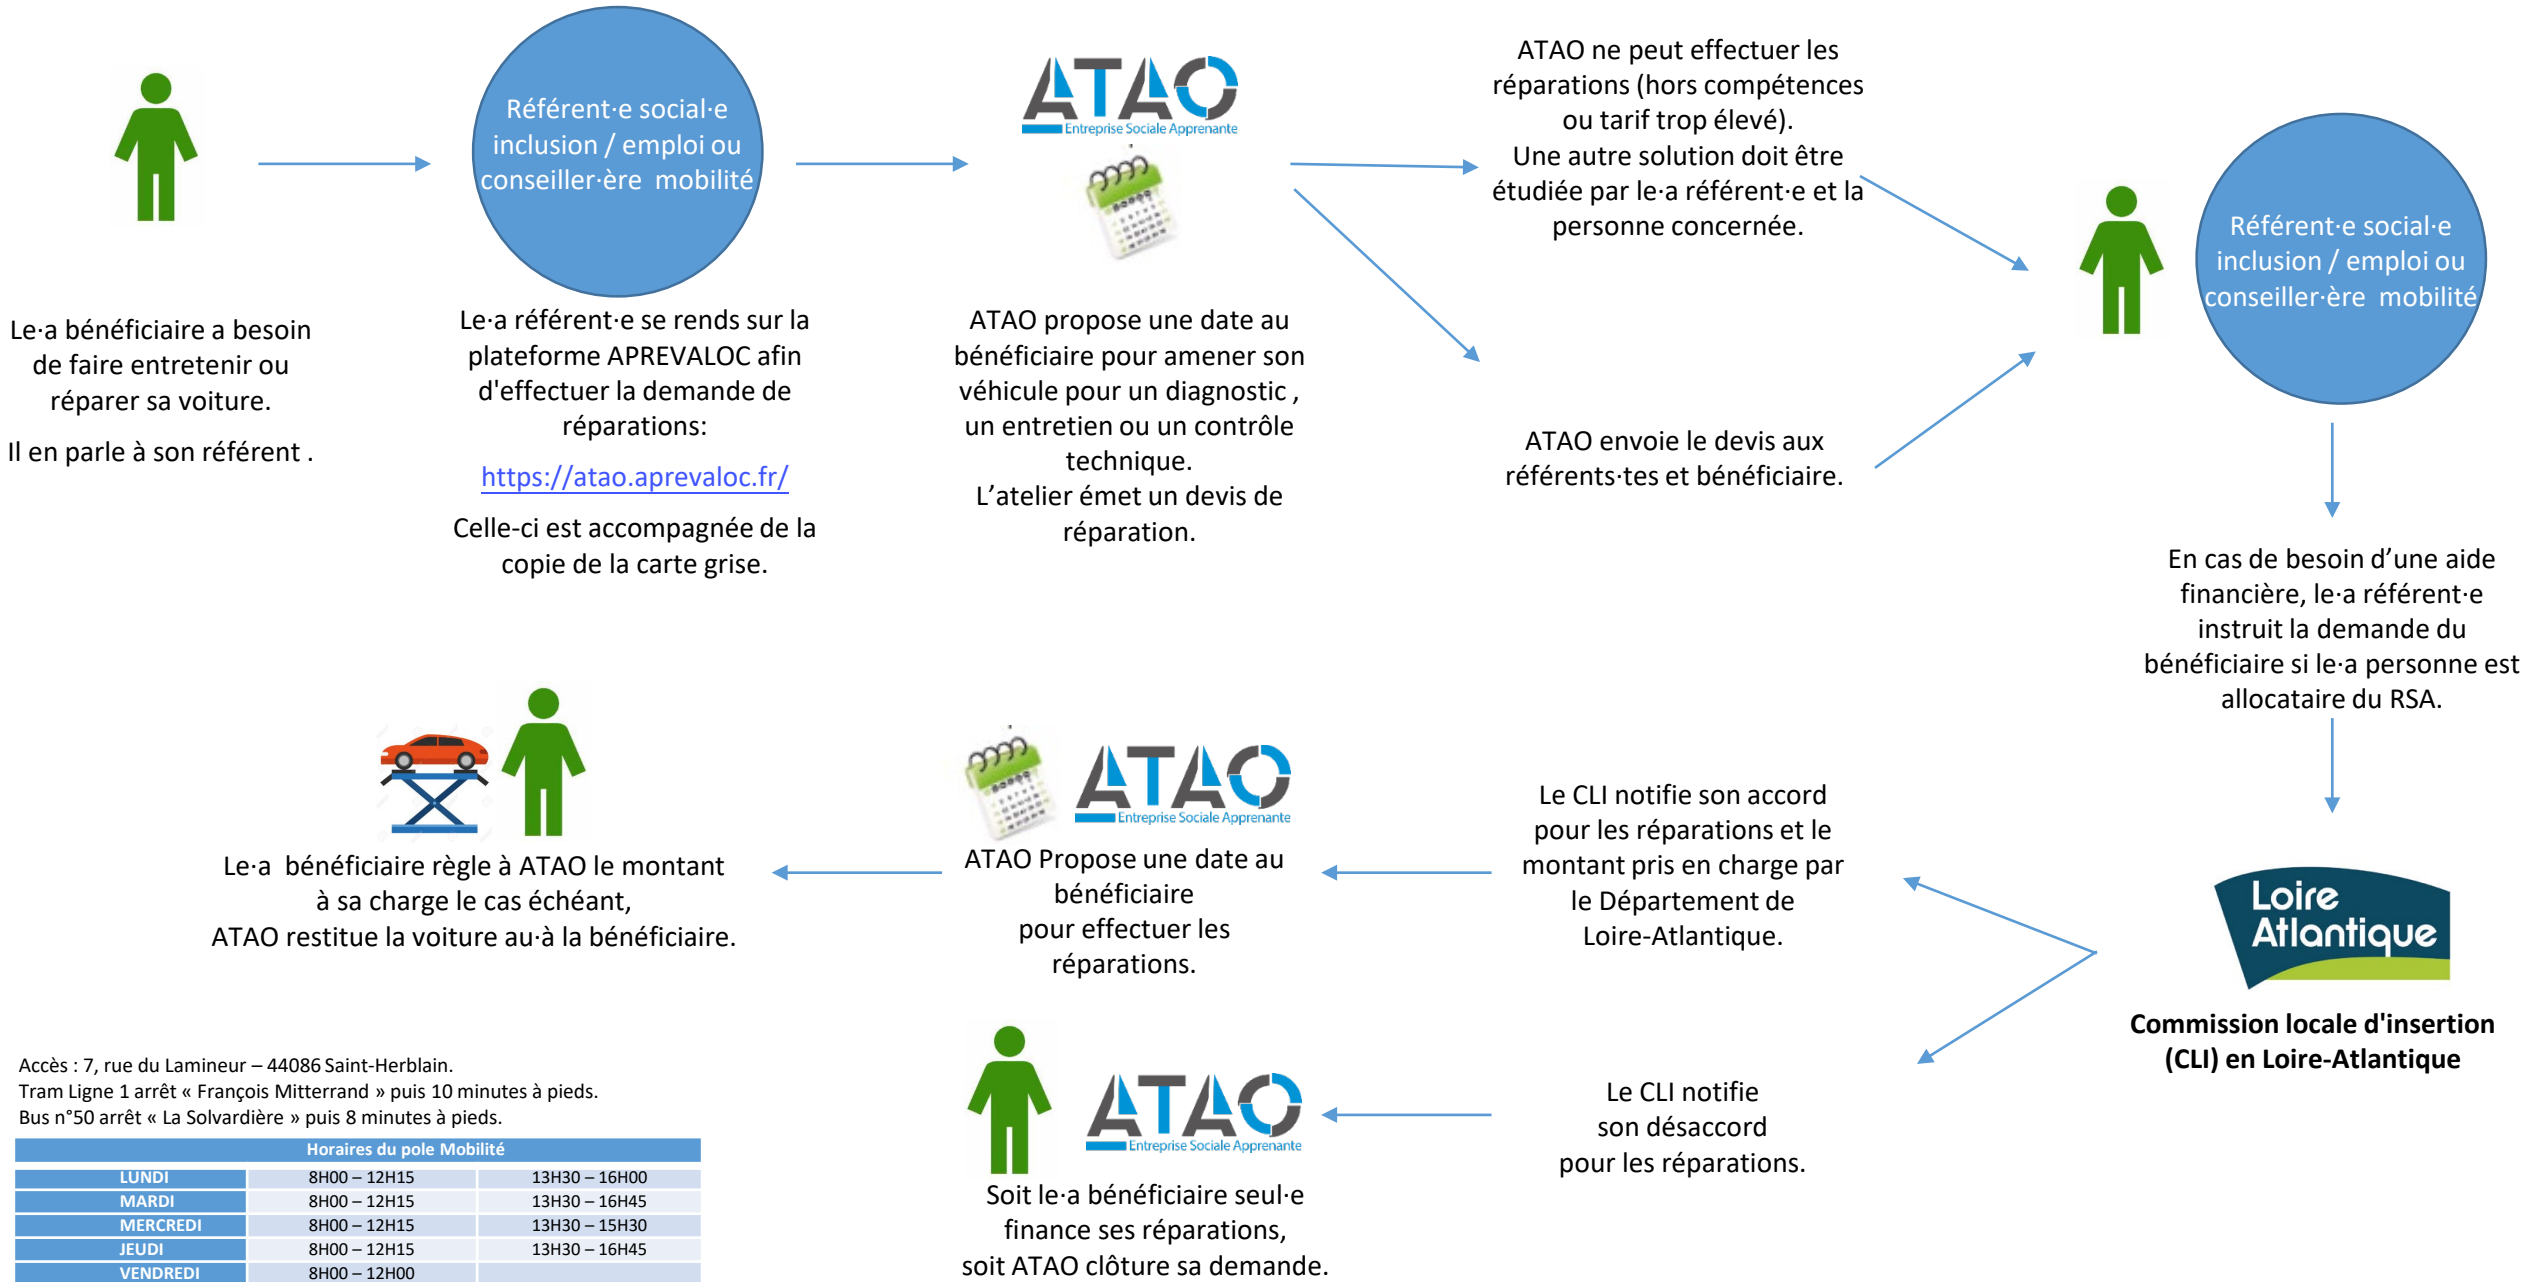 Référent·e social·e
inclusion / emploi ou
conseiller·ère  mobilité
Le·a bénéficiaire a besoin
de faire entretenir ou
réparer sa voiture.
Il en parle à son référent .
Le·a référent·e se rends sur la
plateforme APREVALOC afin
d'effectuer la demande de
réparations:
https://atao.aprevaloc.fr/
Celle-ci est accompagnée de la
copie de la carte grise.
ATAO
Entreprise Sociale Apprenante
ATAO propose une date au
bénéficiaire pour amener son
véhicule pour un diagnostic ,
un entretien ou un contrôle
technique.
L’atelier émet un devis de
réparation.
ATAO ne peut effectuer les
réparations (hors compétences
ou tarif trop élevé).
Une autre solution doit être
étudiée par le·a référent·e et la
personne concernée.
ATAO envoie le devis aux
référents·tes et bénéficiaire.
Référent·e social·e
inclusion / emploi ou
conseiller·ère  mobilité
En cas de besoin d’une aide
financière, le·a référent·e
instruit la demande du
bénéficiaire si le·a personne est
allocataire du RSA.
Loire
Atlantique
Commission locale d'insertion
(CLI) en Loire-Atlantique
Le CLI notifie son accord
pour les réparations et le
montant pris en charge par
le Département de
Loire-Atlantique.
ATAO
Entreprise Sociale Apprenante
ATAO Propose une date au
bénéficiaire
pour effectuer les
réparations.
Le·a  bénéficiaire règle à ATAO le montant
à sa charge le cas échéant,
ATAO restitue la voiture au·à la bénéficiaire.
Le CLI notifie
son désaccord
pour les réparations.
ATAO
Entreprise Sociale Apprenante
Soit le·a bénéficiaire seul·e
finance ses réparations,
soit ATAO clôture sa demande.
Accès : 7, rue du Lamineur – 44086 Saint-Herblain.
Tram Ligne 1 arrêt « François Mitterrand » puis 10 minutes à pieds.
Bus n°50 arrêt « La Solvardière » puis 8 minutes à pieds.
Horaires du pole Mobilité
LUNDI 8H00 – 12H15 13H30 – 16H00
MARDI 8H00 – 12H15 13H30 – 16H45
MERCREDI 8H00 – 12H15 13H30 – 15H30
JEUDI 8H00 – 12H15 13H30 – 16H45
VENDREDI 8H00 – 12H00